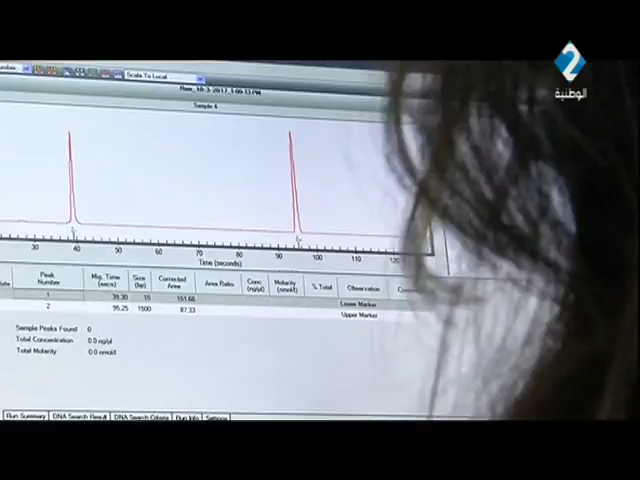 2
الوطنية
Scale To Local
Sample 4
30 40 50 60 70 80 90 100 110 120
Time (seconds)
Peak Number Mig. Time (secs) Size (bp) Corrected Area Area Ratio Conc (ng/µl) Molarity (nmol/l) % Total Observation
1 39.30 15 151.66 Lower Marker
2 95.25 1500 87.33 Upper Marker
Sample Peaks Found 0
Total Concentration 0.0 ng/µl
Total Molarity 0.0 nmol/l
Run Summary DNA Search Result DNA Search Criteria Run Info Settings